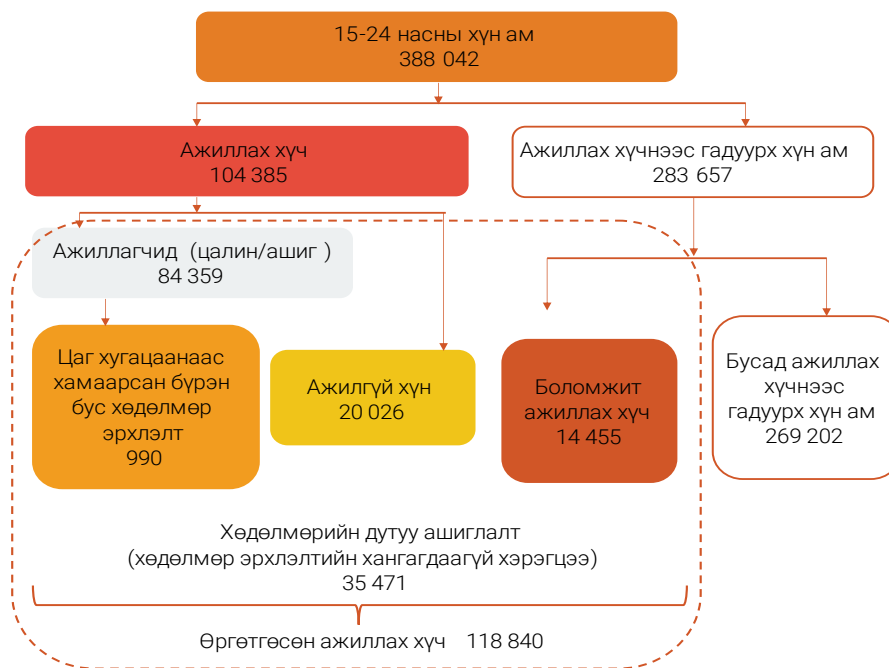 15-24 насны хүн ам
388 042
Ажиллах хүч
104 385
Ажиллах хүчнээс гадуурх хүн ам
283 657
Ажиллагчид (цалин/ашиг )
84 359
Цаг хугацаанаас
хамаарсан бүрэн
бус хөдөлмөр
эрхлэлт
990
Ажилгүй хүн
20 026
Боломжит
ажиллах хүч
14 455
Бусад ажиллах
хүчнээс
гадуурх хүн ам
269 202
Хөдөлмөрийн дутуу ашиглалт
(хөдөлмөр эрхлэлтийн хангагдаагүй хэрэгцээ)
35 471
Өргөтгөсөн ажиллах хүч 118 840